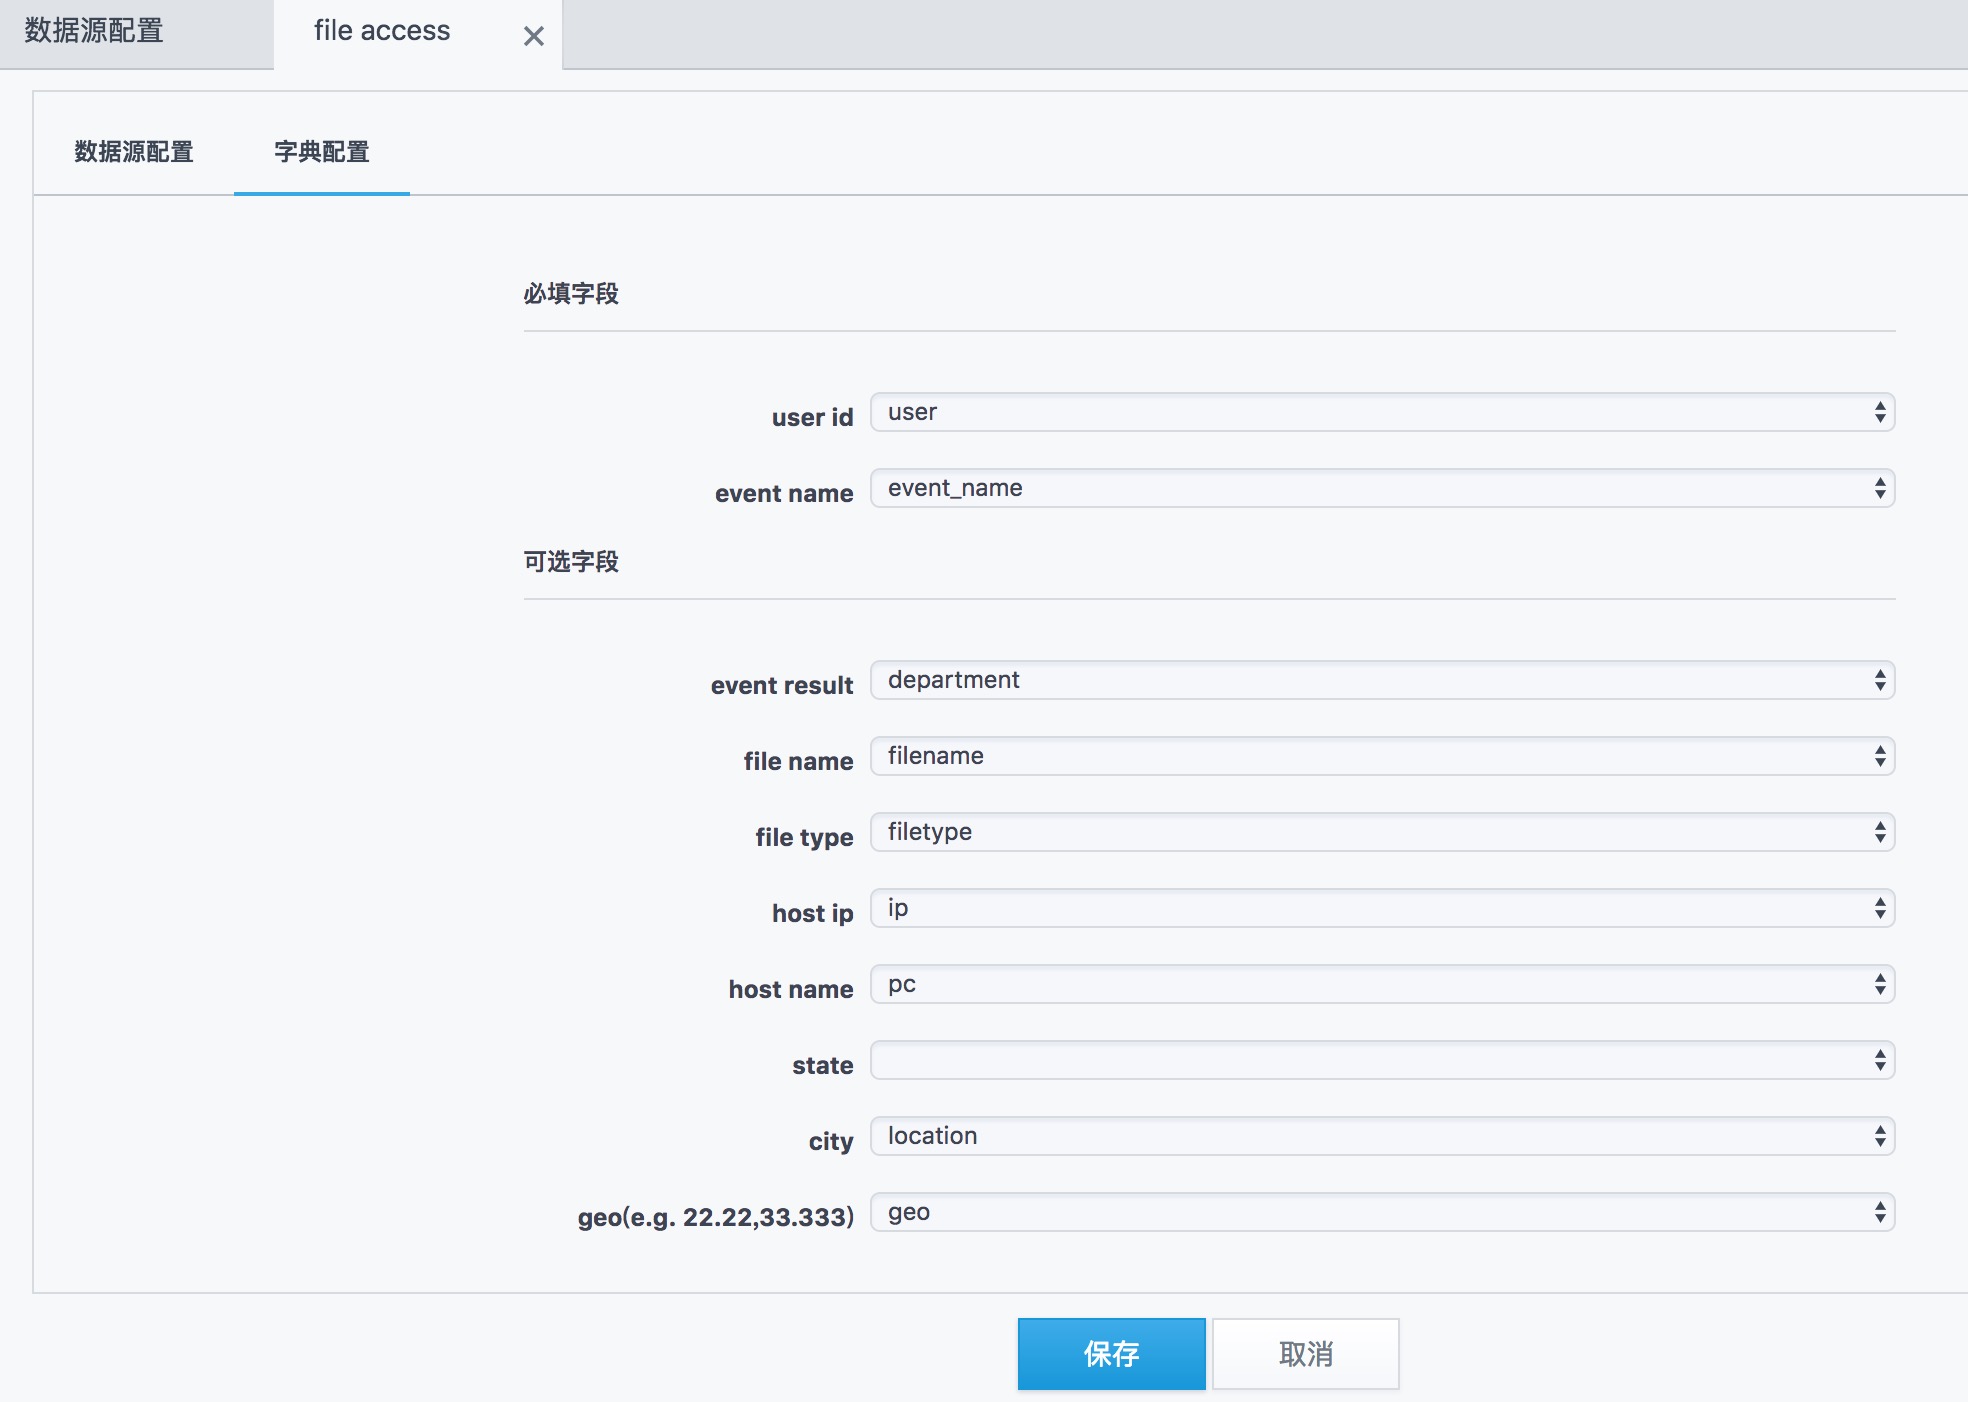 数据源配置
file access
数据源配置
字典配置
必填字段
user id user
event name event_name
可选字段
event result department
file name filename
file type filetype
host ip ip
host name pc
state
city location
geo(e.g. 22.22,33.333) geo
保存
取消